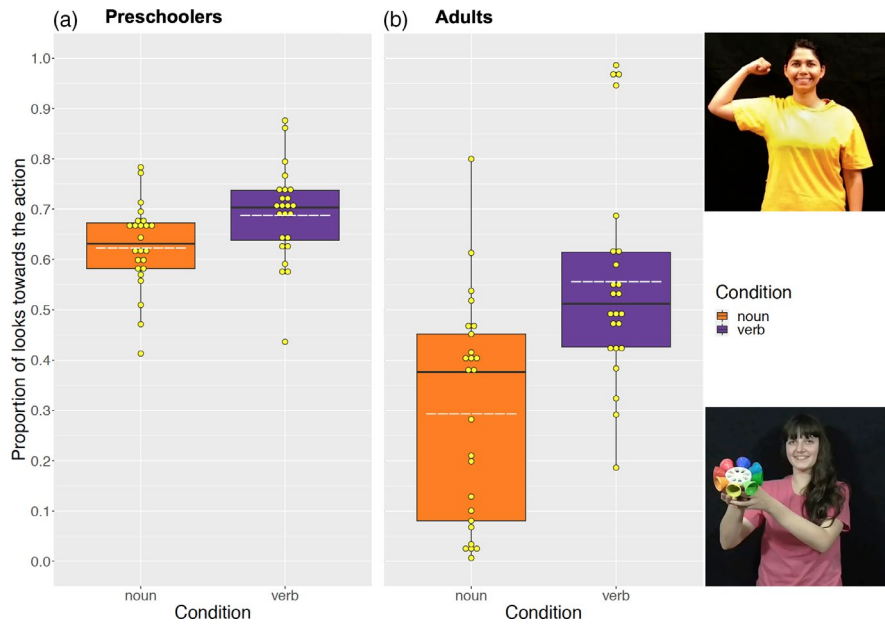 (a) Preschoolers
(b) Adults
Proportion of looks towards the action
1.0
0.9
0.8
0.7
0.6
0.5
0.4
0.3
0.2
0.1
0.0
noun verb
Condition
noun verb
Condition
Condition
noun
verb